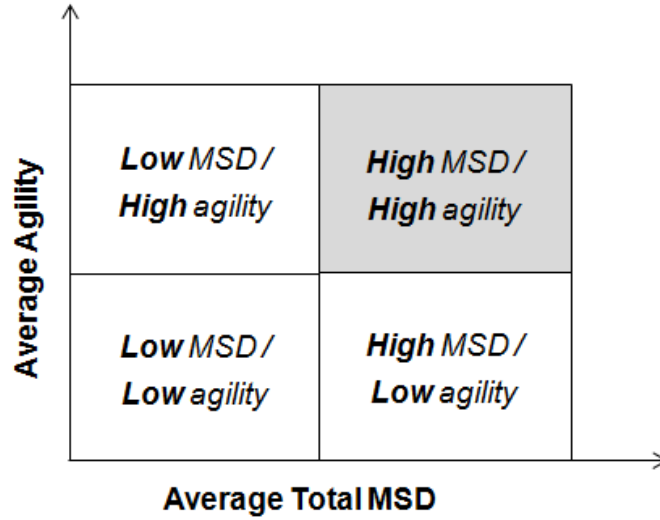 Low MSD /
High agility
High MSD /
High agility
Low MSD /
Low agility
High MSD /
Low agility
Average Agility
Average Total MSD